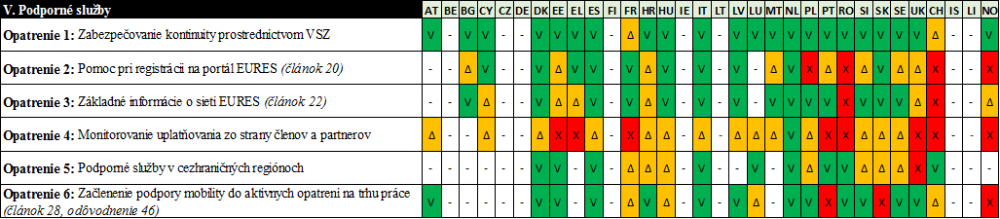 V. Podporné služby AT BE BG CY CZ DE DK EE EL ES FI FR HR HU IE IT LT LV LU MT NL PL PT RO SI SK SE UK CH IS LI NO
Opatrenie 1: Zabezpečovanie kontinuity prostredníctvom VSZ V - V V - - V V V V - Δ V V - V - V V V V V V V V V V V Δ - - V
Opatrenie 2: Pomoc pri registrácii na portál EURES (článok 20) - - Δ V - - V Δ V V - V Δ V - V - V - Δ V X Δ X Δ V Δ Δ X - - X
Opatrenie 3: Základné informácie o sieti EURES (článok 22) - - V Δ - - V Δ Δ V - V Δ V - V - V - V V V V X V V V Δ X - - Δ
Opatrenie 4: Monitorovanie uplatňovania zo strany členov a partnerov Δ - - Δ - - Δ X X Δ - X Δ Δ - Δ - Δ Δ Δ V Δ X X Δ Δ Δ X X - - X
Opatrenie 5: Podporné služby v cezhraničných regiónoch - - - - - - V V - V - Δ Δ Δ - V - - V - V Δ V V Δ Δ Δ X V - - -
Opatrenie 6: Začlenenie podpory mobility do aktívnych opatrení na trhu práce
(článok 28, odôvodnenie 46) V - - - - - V V - V - Δ V Δ - V - V Δ - V V X V V X V V Δ - - X